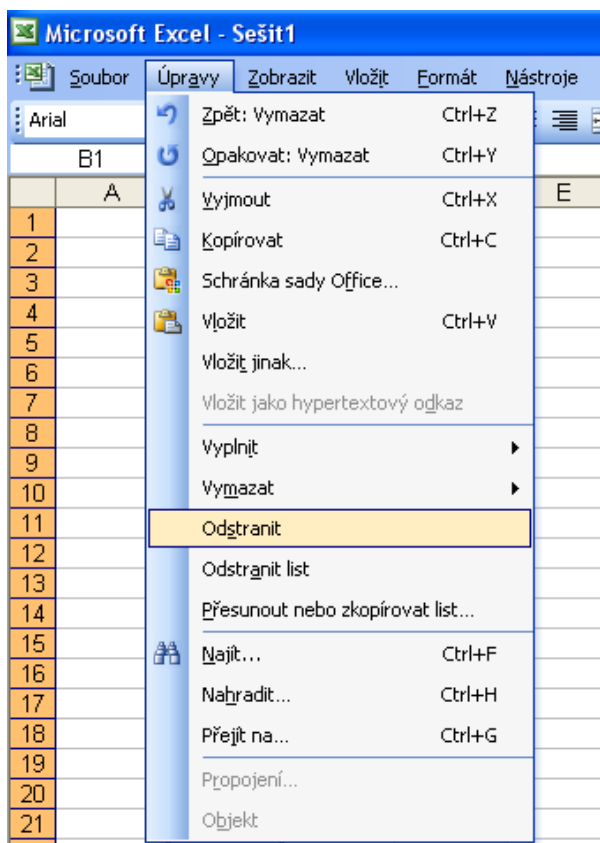 Microsoft Excel - Sešit1
Soubor Úpravy Zobrazit Vložit Formát Nástroje
Arial
B1
A E
Zpět: Vymazat Ctrl+Z
Opakovat: Vymazat Ctrl+Y
Vyjmout Ctrl+X
Kopírovat Ctrl+C
Schránka sady Office...
Vložit Ctrl+V
Vložit jinak...
Vložit jako hypertextový odkaz
Vyplnit
Vymazat
Odstranit
Odstranit list
Přesunout nebo zkopírovat list...
Najít... Ctrl+F
Nahradit... Ctrl+H
Přejít na... Ctrl+G
Propojení...
Objekt
1
2
3
4
5
6
7
8
9
10
11
12
13
14
15
16
17
18
19
20
21